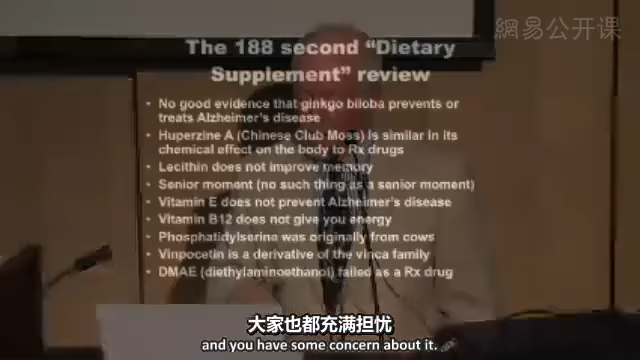 網易公开课
The 188 second “Dietary
Supplement” review
• No good evidence that ginkgo biloba prevents or
treats Alzheimer’s disease
• Huperzine A (Chinese Club Moss) is similar in its
chemical effect on the body to Rx drugs
• Lecithin does not improve memory
• Senior moment (no such thing as a senior moment)
• Vitamin E does not prevent Alzheimer’s disease
• Vitamin B12 does not give you energy
• Phosphatidylserine was originally from cows
• Vinpocetin is a derivative of the vinca family
• DMAE (diethylaminoethanol) failed as a Rx drug
大家也都充满担忧
and you have some concern about it.